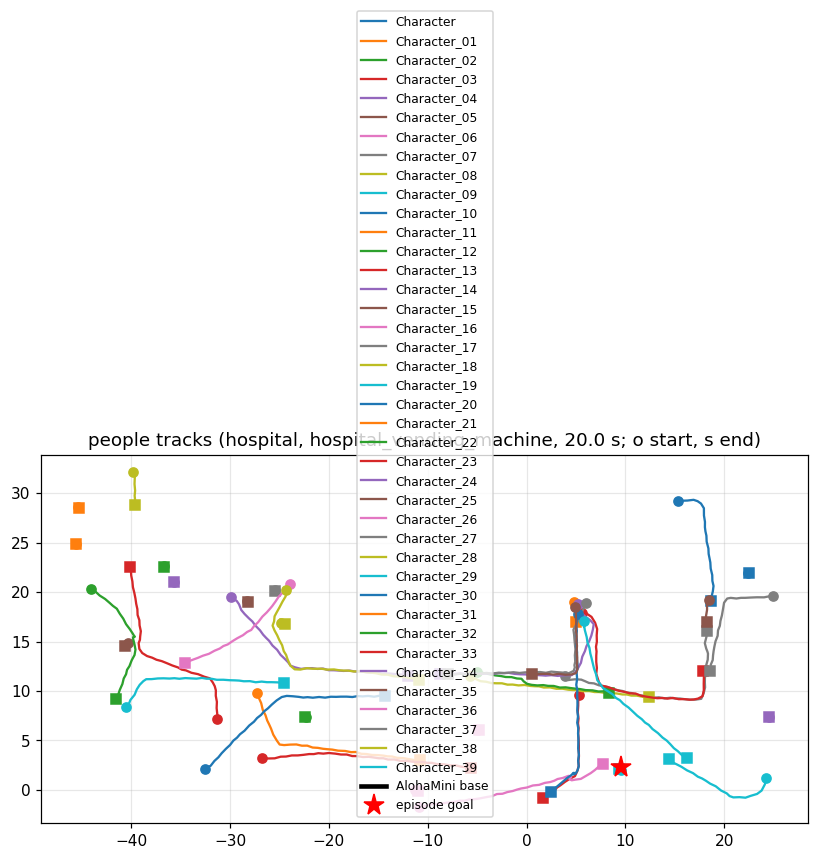 Character
Character_01
Character_02
Character_03
Character_04
Character_05
Character_06
Character_07
Character_08
Character_09
Character_10
Character_11
Character_12
Character_13
Character_14
Character_15
Character_16
Character_17
Character_18
Character_19
Character_20
Character_21
Character_22
Character_23
Character_24
Character_25
Character_26
Character_27
Character_28
Character_29
Character_30
Character_31
Character_32
Character_33
Character_34
Character_35
Character_36
Character_37
Character_38
Character_39
AlohaMini base
episode goal
people tracks (hospital, hospital_vending_machine, 20.0 s; o start, s end)
30
25
20
15
10
5
0
−40
−30
−20
−10
0
10
20